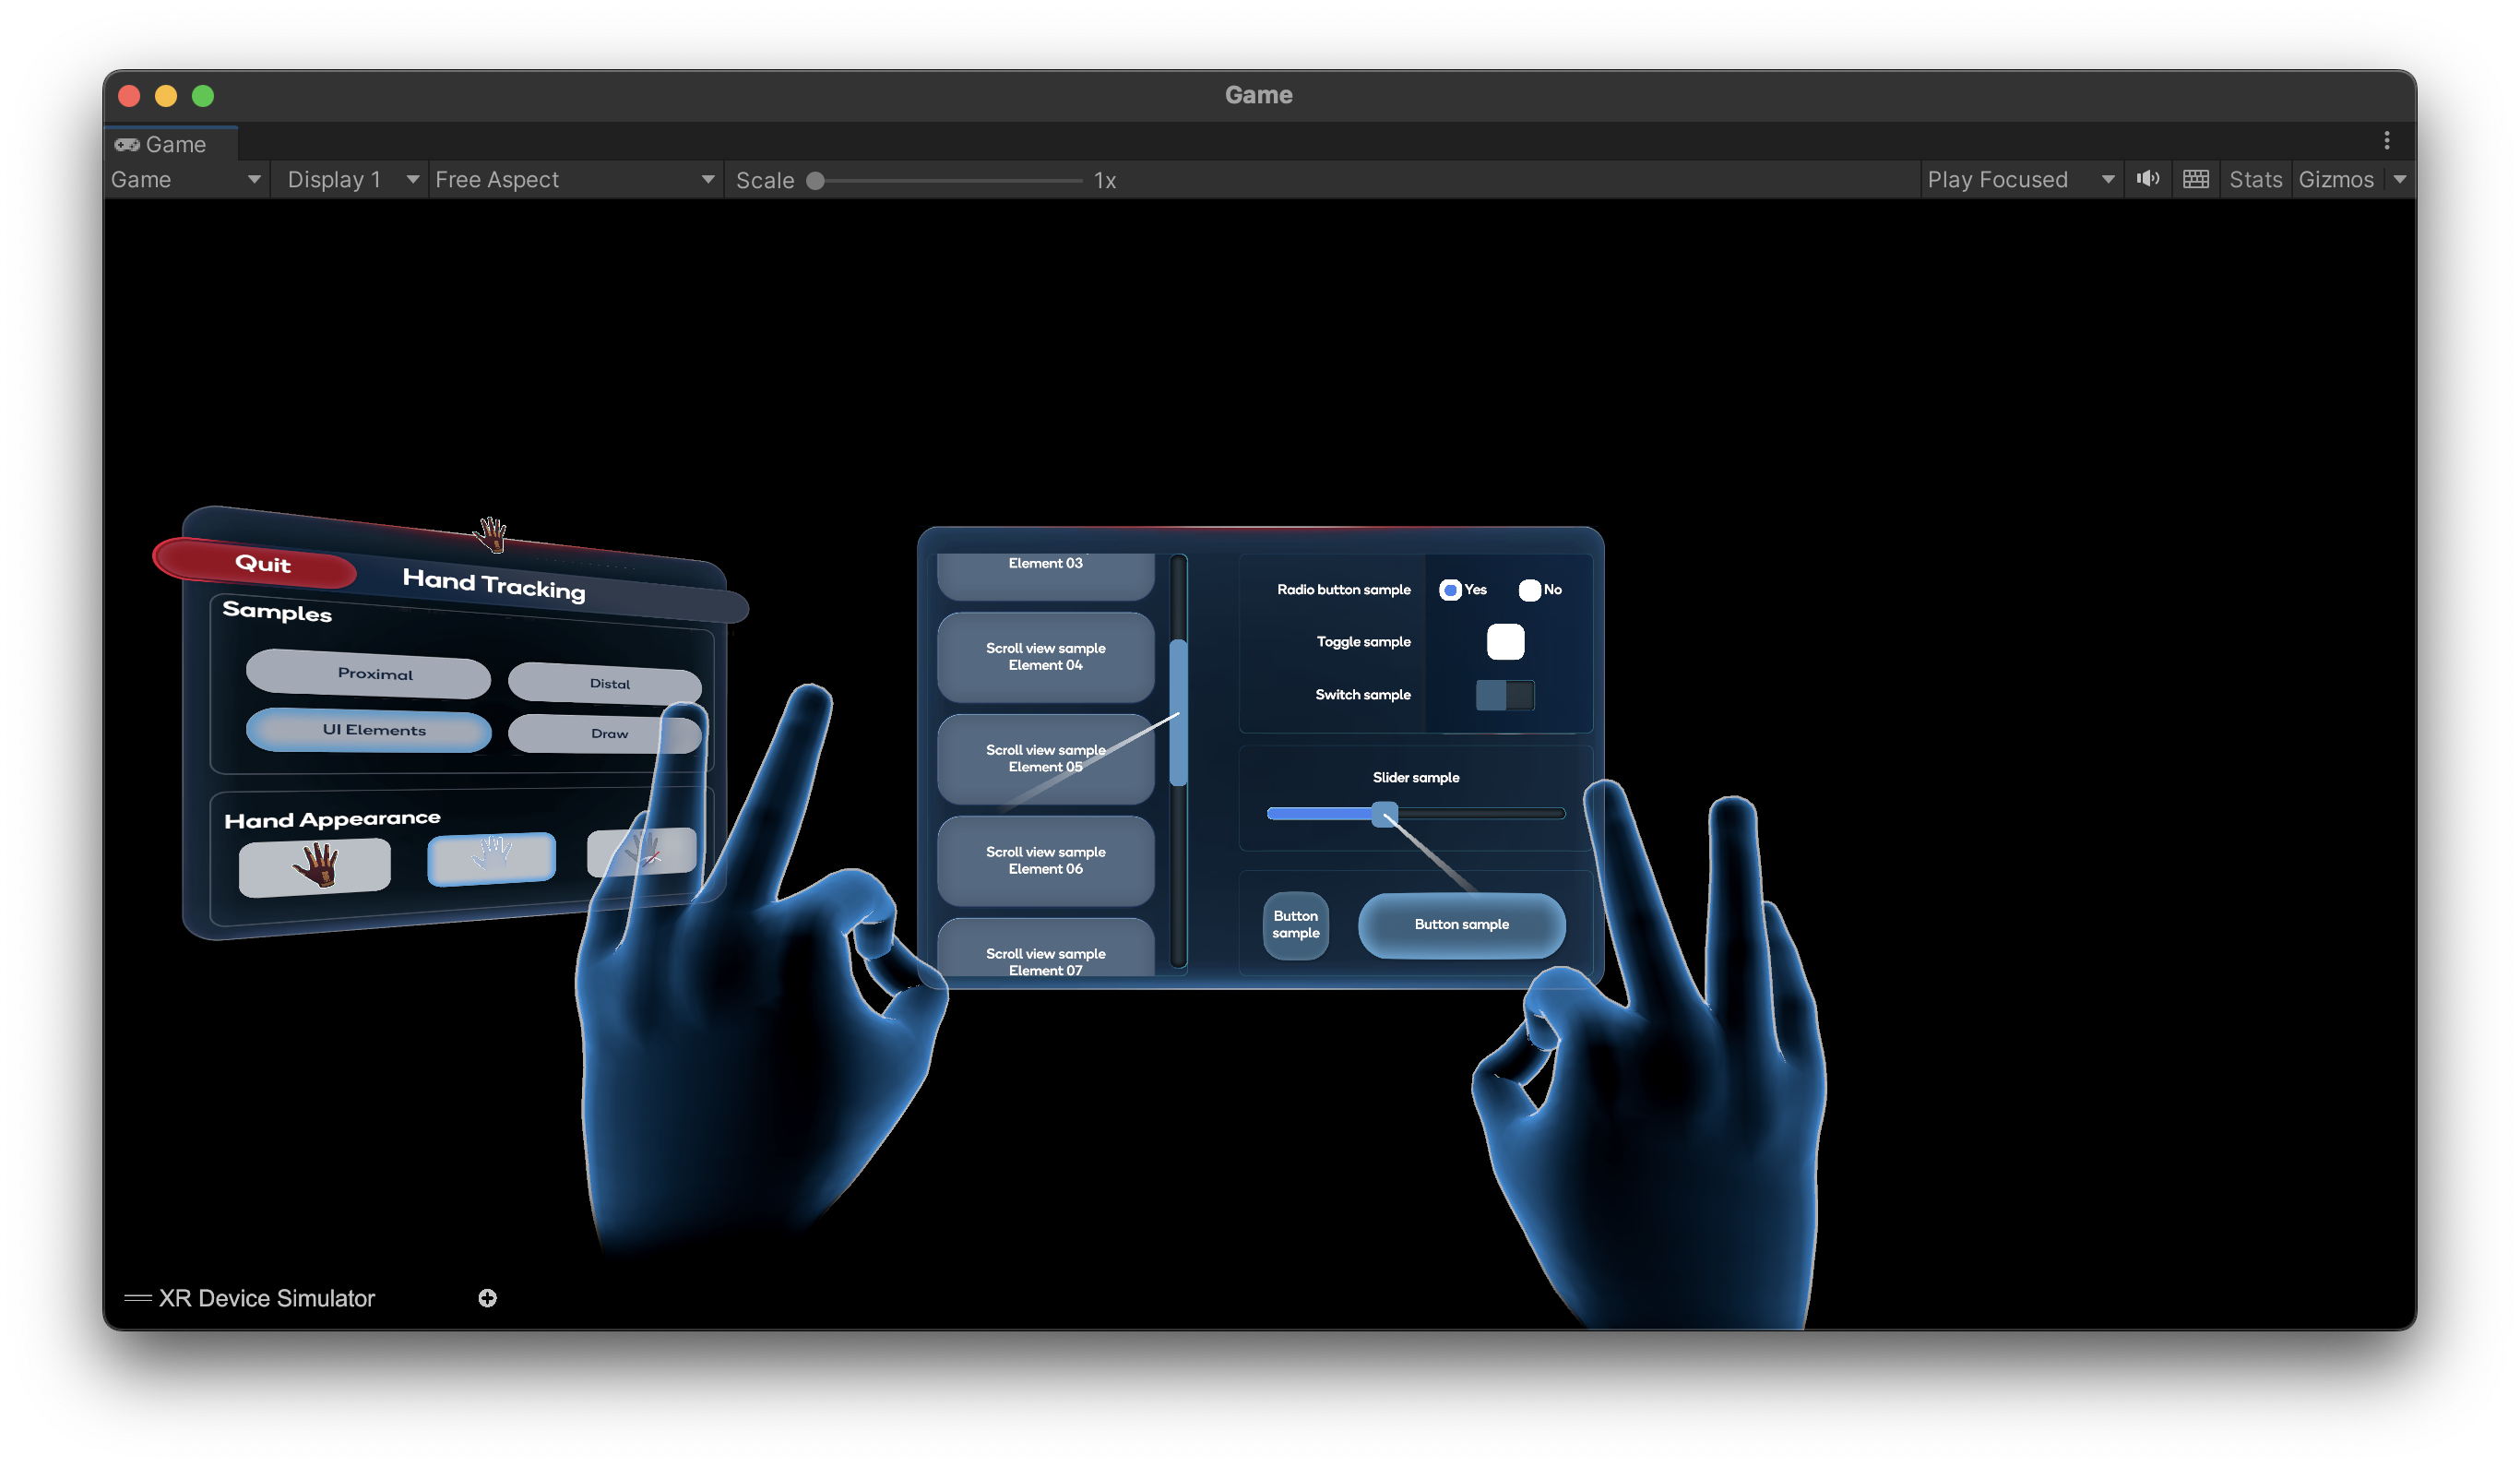 Game
Game
Game
Display 1
Free Aspect
Scale
1x
Play Focused
Stats
Gizmos
Quit
Hand Tracking
Samples
Proximal
Distal
UI Elements
Draw
Hand Appearance
Element 03
Scroll view sample
Element 04
Scroll view sample
Element 05
Scroll view sample
Element 06
Scroll view sample
Element 07
Radio button sample
Yes
No
Toggle sample
Switch sample
Slider sample
Button
sample
Button sample
XR Device Simulator